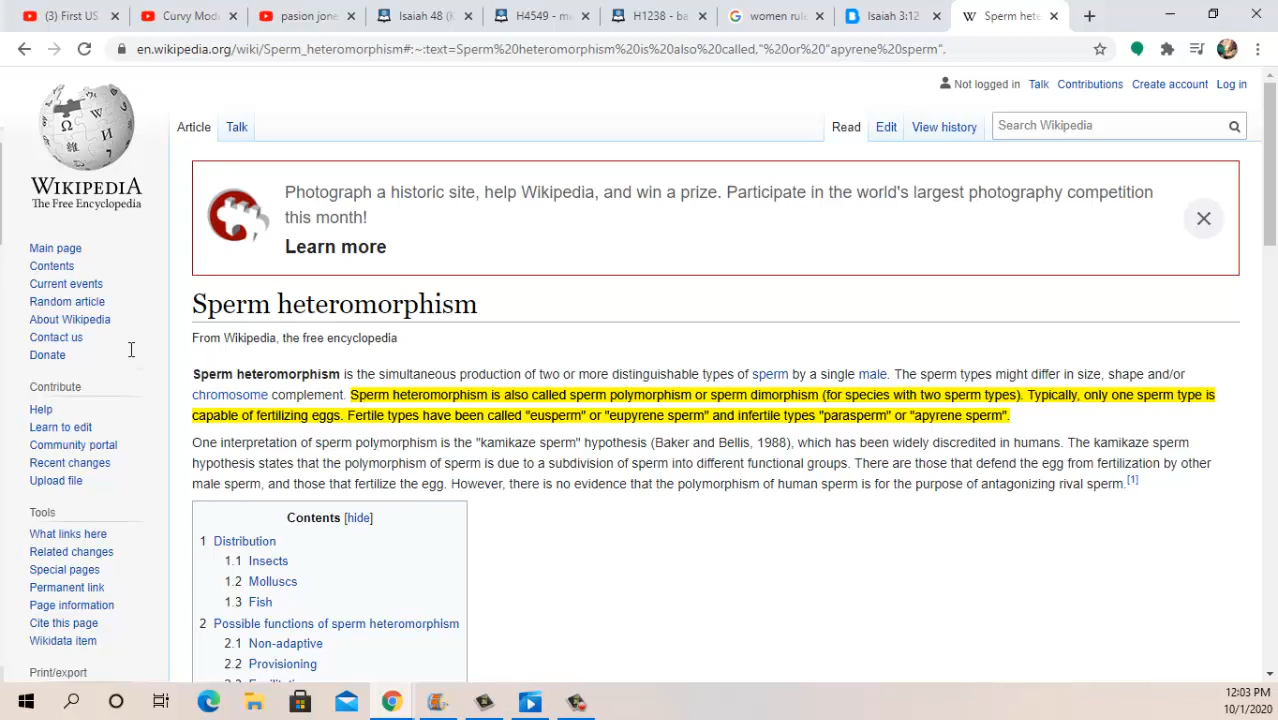 (3) First US
Curvy Mode
pasion jone
Isaiah 48 (K
H4549 - m
H1238 - ba
women rul
Isaiah 3:12
Sperm hete
en.wikipedia.org/wiki/Sperm_heteromorphism#:~:text=Sperm%20heteromorphism%20is%20also%20called,"%20or%20"apyrene%20sperm".
Not logged in Talk Contributions Create account Log in
Article Talk
Read Edit View history
Search Wikipedia
WIKIPEDIA
The Free Encyclopedia
Photograph a historic site, help Wikipedia, and win a prize. Participate in the world's largest photography competition
this month!
Learn more
Main page
Contents
Current events
Random article
About Wikipedia
Contact us
Donate
Contribute
Help
Learn to edit
Community portal
Recent changes
Upload file
Tools
What links here
Related changes
Special pages
Permanent link
Page information
Cite this page
Wikidata item
Print/export
Sperm heteromorphism
From Wikipedia, the free encyclopedia
Sperm heteromorphism is the simultaneous production of two or more distinguishable types of sperm by a single male. The sperm types might differ in size, shape and/or
chromosome complement. Sperm heteromorphism is also called sperm polymorphism or sperm dimorphism (for species with two sperm types). Typically, only one sperm type is
capable of fertilizing eggs. Fertile types have been called "eusperm" or "eupyrene sperm" and infertile types "parasperm" or "apyrene sperm".
One interpretation of sperm polymorphism is the "kamikaze sperm" hypothesis (Baker and Bellis, 1988), which has been widely discredited in humans. The kamikaze sperm
hypothesis states that the polymorphism of sperm is due to a subdivision of sperm into different functional groups. There are those that defend the egg from fertilization by other
male sperm, and those that fertilize the egg. However, there is no evidence that the polymorphism of human sperm is for the purpose of antagonizing rival sperm.[1]
Contents [hide]
1 Distribution
1.1 Insects
1.2 Molluscs
1.3 Fish
2 Possible functions of sperm heteromorphism
2.1 Non-adaptive
2.2 Provisioning
12:03 PM
10/1/2020